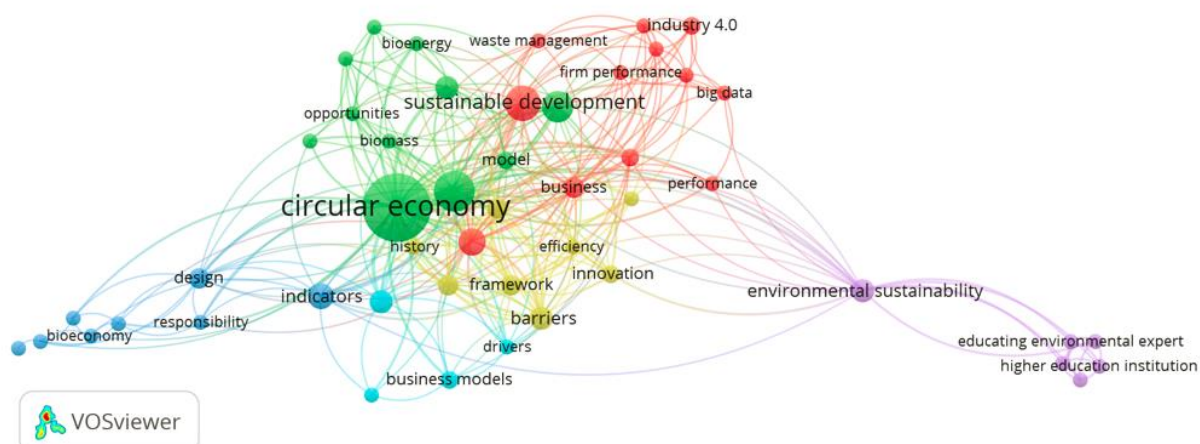 industry 4.0
waste management
bioenergy
firm performance
big data
sustainable development
opportunities
biomass
model
business
performance
circular economy
history
efficiency
innovation
design
framework
indicators
environmental sustainability
barriers
responsibility
bioeconomy
drivers
educating environmental expert
higher education institution
business models
VOSviewer